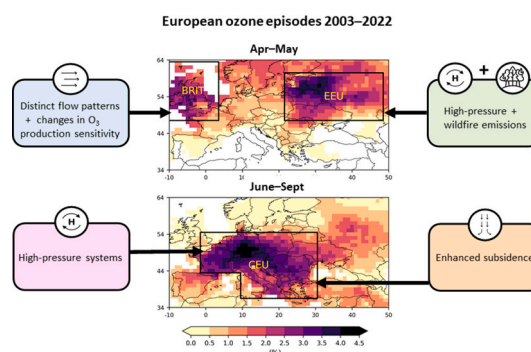 European ozone episodes 2003–2022
Apr–May
64
54
44
34
-10
0
10
20
30
40
50
BRIT
EEU
Distinct flow patterns
+ changes in O₃
production sensitivity
H
+
High-pressure +
wildfire emissions
June–Sept
64
54
44
34
-10
0
10
20
30
40
50
CEU
H
High-pressure systems
Enhanced subsidence
0.0 0.5 1.0 1.5 2.0 2.5 3.0 3.5 4.0 4.5
(%)